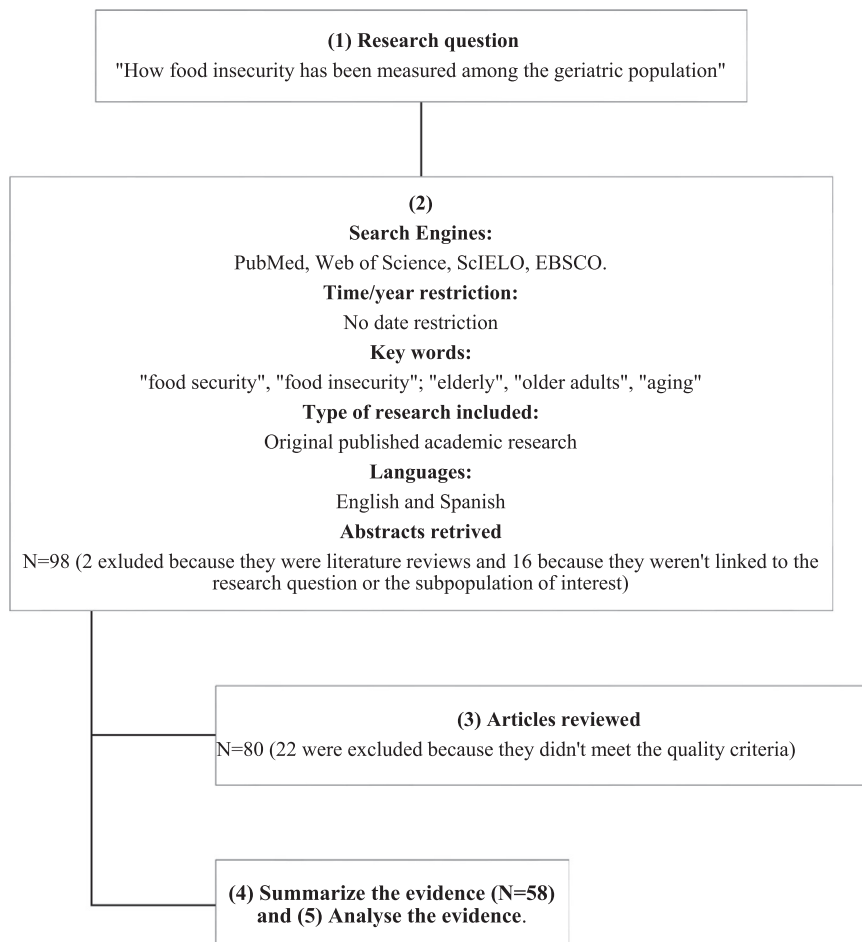 (1) Research question
"How food insecurity has been measured among the geriatric population"
(2)
Search Engines:
PubMed, Web of Science, ScIELO, EBSCO.
Time/year restriction:
No date restriction
Key words:
"food security", "food insecurity"; "elderly", "older adults", "aging"
Type of research included:
Original published academic research
Languages:
English and Spanish
Abstracts retrived
N=98 (2 exluded because they were literature reviews and 16 because they weren't linked to the
research question or the subpopulation of interest)
(3) Articles reviewed
N=80 (22 were excluded because they didn't meet the quality criteria)
(4) Summarize the evidence (N=58)
and (5) Analyse the evidence.